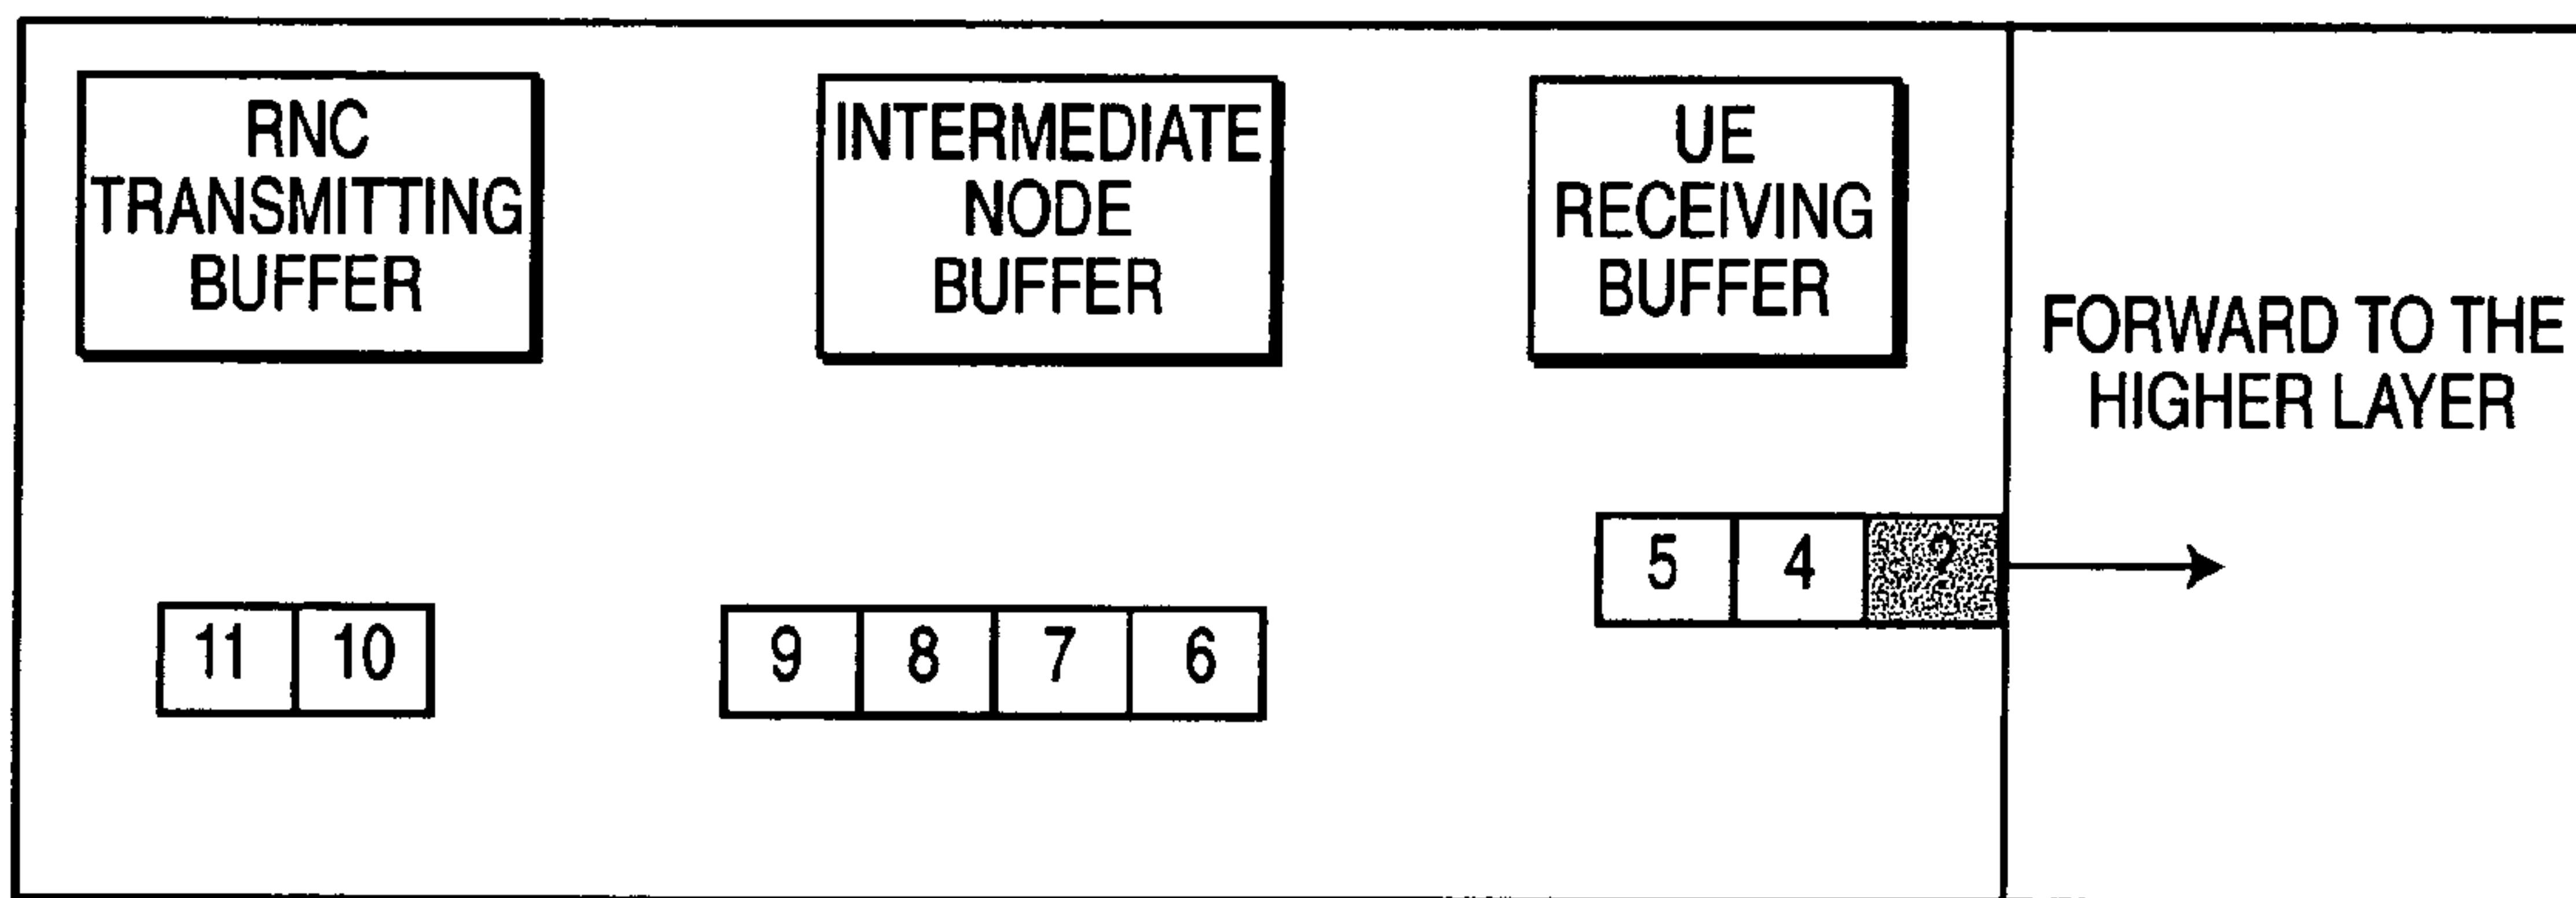 RNC
TRANSMITTING
BUFFER
INTERMEDIATE
NODE
BUFFER
UE
RECEIVING
BUFFER
FORWARD TO THE
HIGHER LAYER
5 4 ?
11 10
9 8 7 6